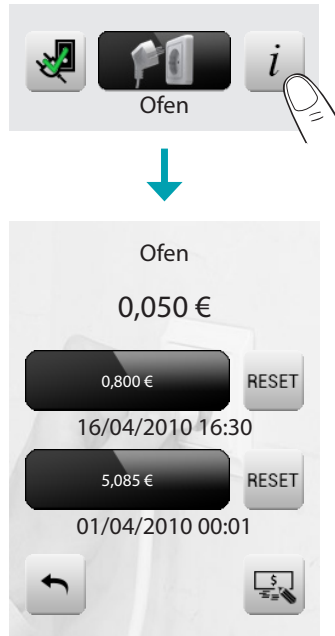 i
Ofen
Ofen
0,050 €
0,800 €
RESET
16/04/2010 16:30
5,085 €
RESET
01/04/2010 00:01
$